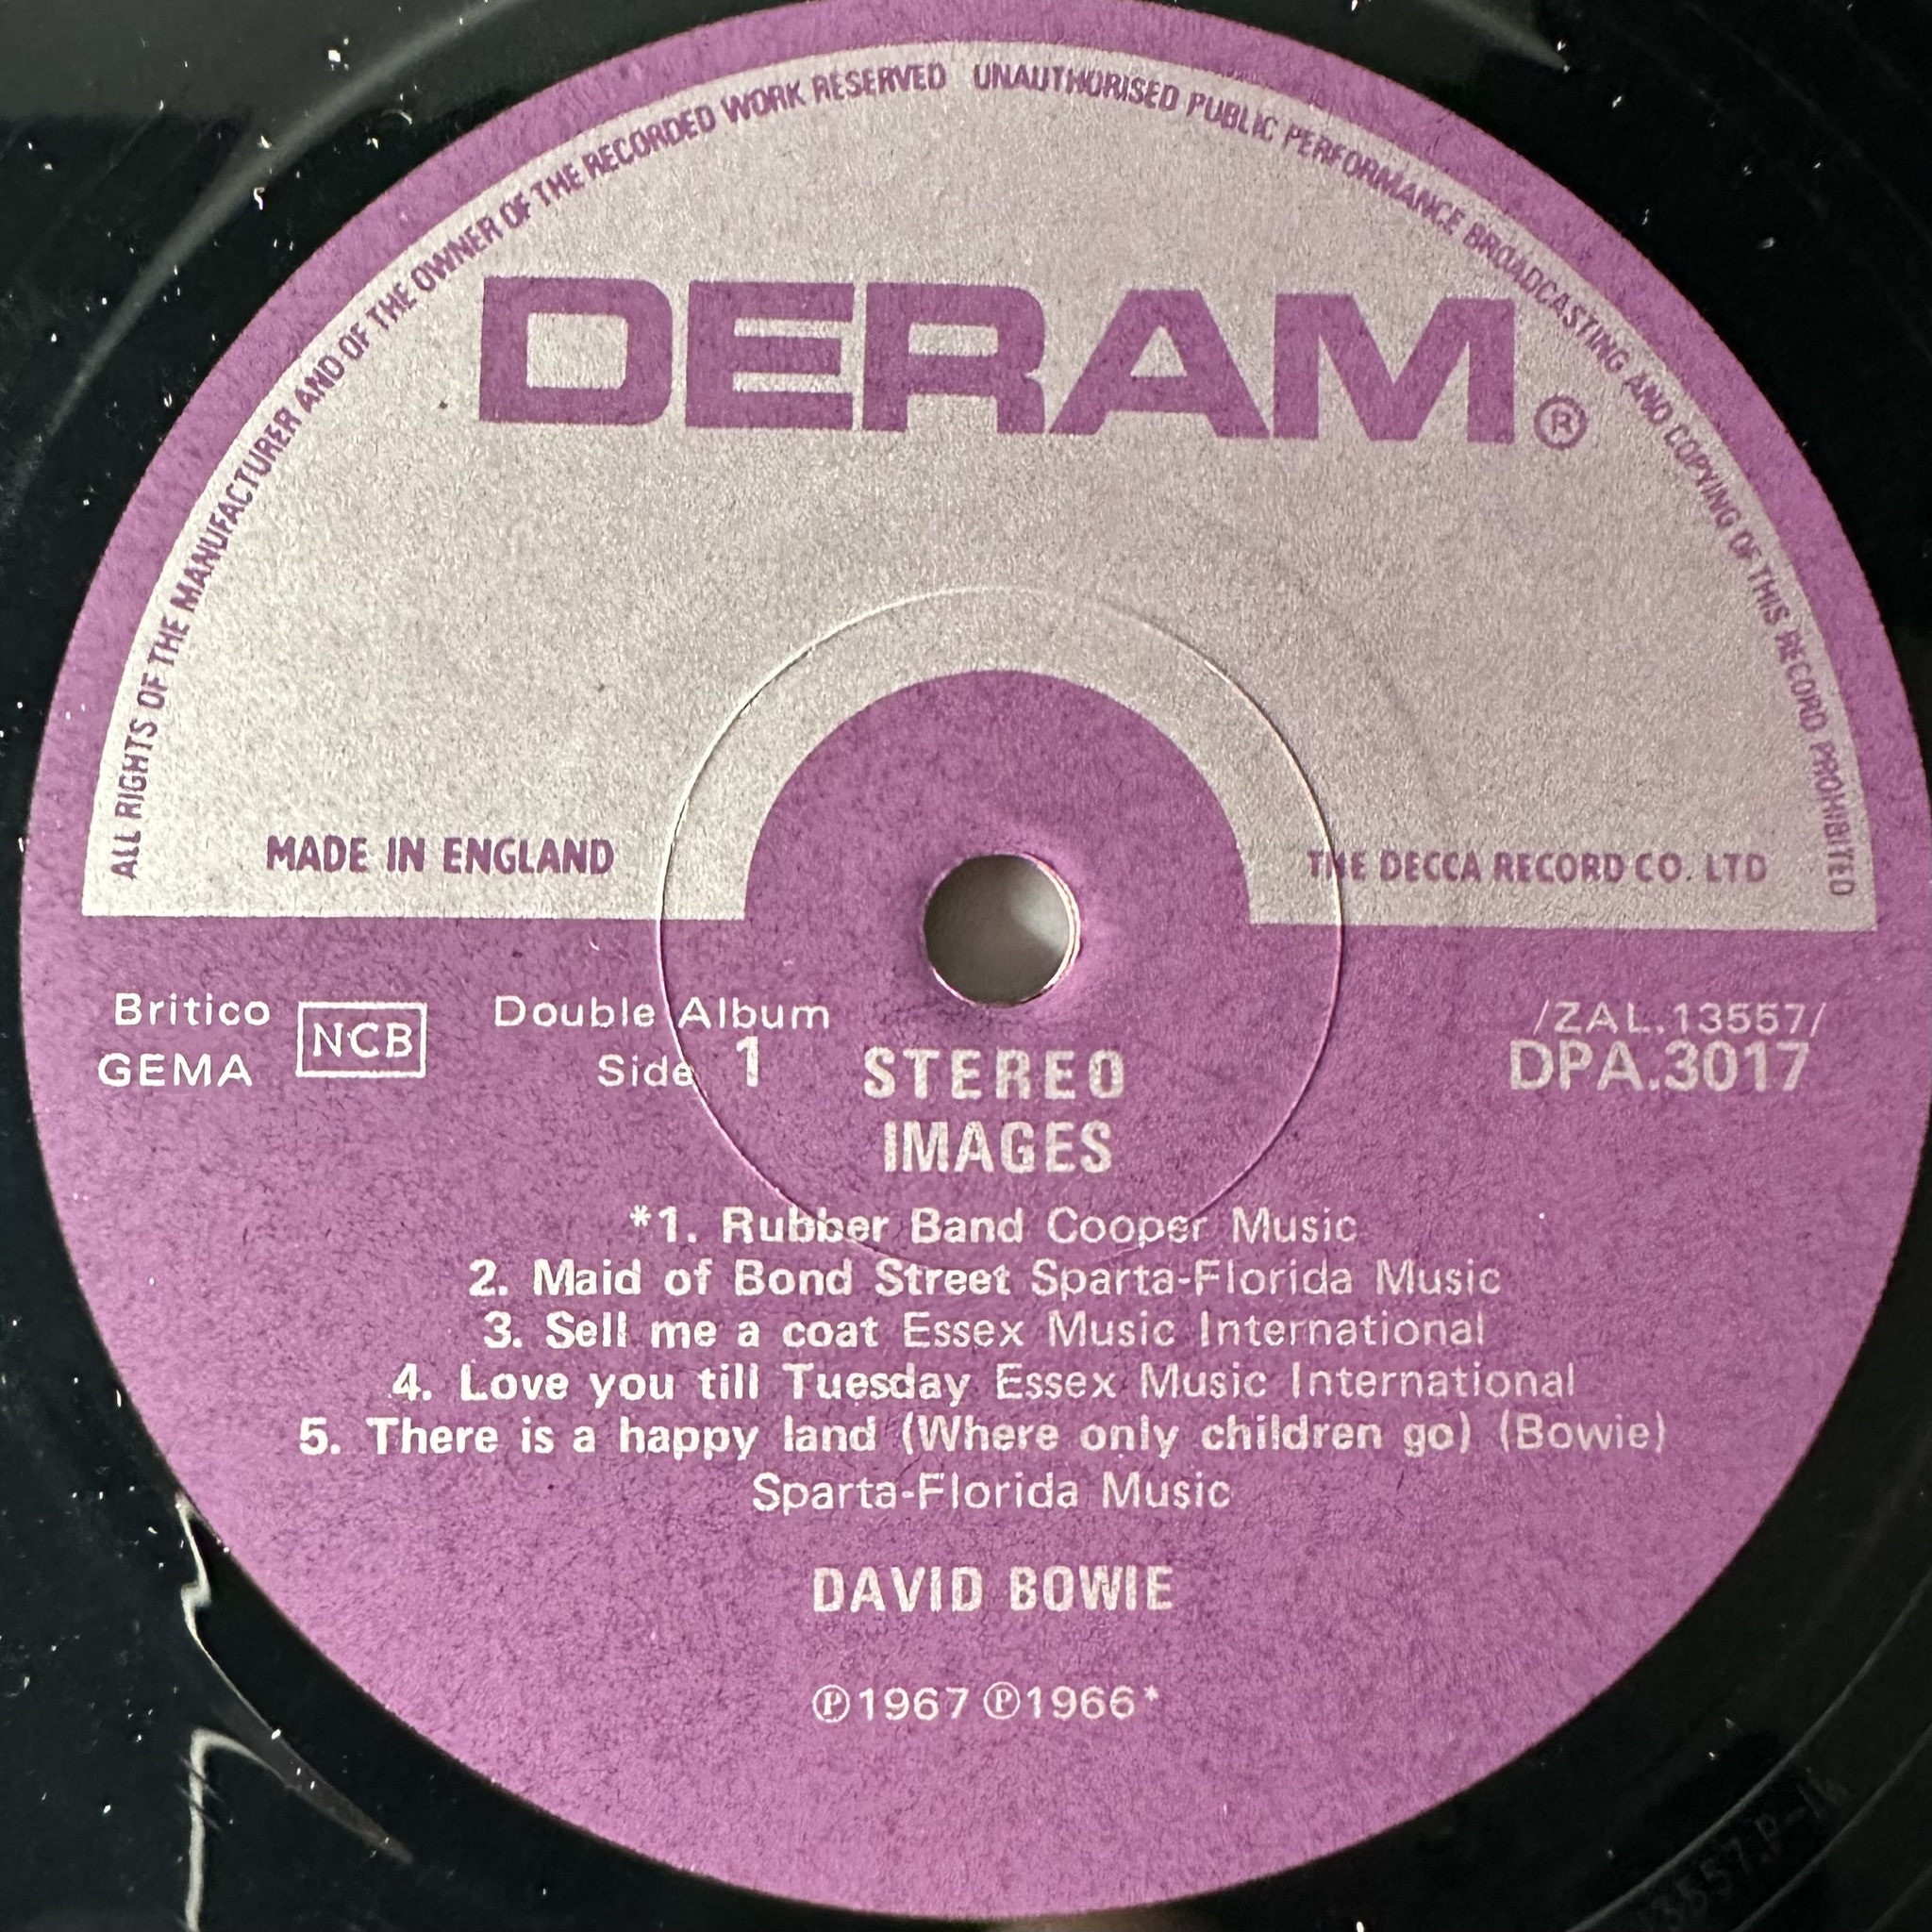 ALL RIGHTS OF THE MANUFACTURER AND OF THE OWNER OF THE RECORDED WORK RESERVED UNAUTHORISED PUBLIC PERFORMANCE BROADCASTING AND COPYING OF THIS RECORD PROHIBITED
DERAM®
MADE IN ENGLAND
THE DECCA RECORD CO. LTD
Britico
GEMA
NCB
Double Album
Side 1
/ZAL.13557/
DPA.3017
STEREO
IMAGES
*1. Rubber Band Cooper Music
2. Maid of Bond Street Sparta-Florida Music
3. Sell me a coat Essex Music International
4. Love you till Tuesday Essex Music International
5. There is a happy land (Where only children go) (Bowie)
Sparta-Florida Music
DAVID BOWIE
℗1967 ℗1966*